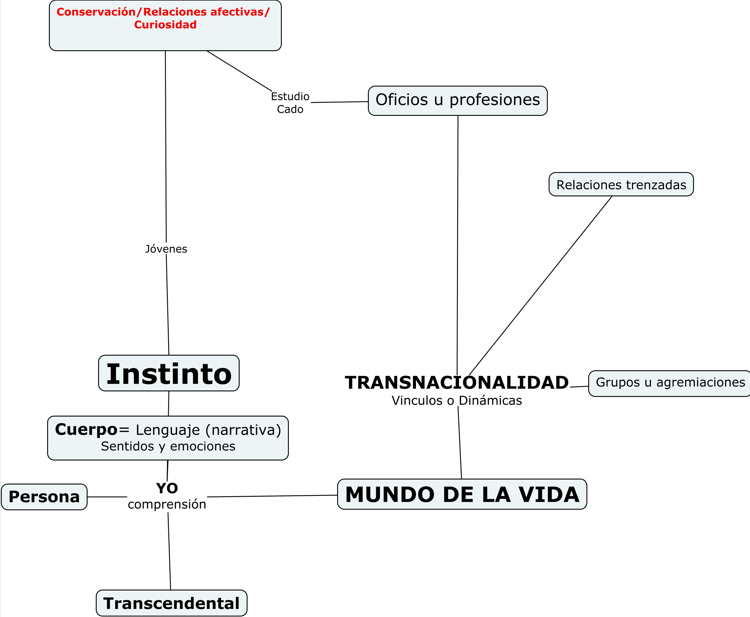 Conservación/Relaciones afectivas/
Curiosidad
Estudio
Cado
Oficios u profesiones
Relaciones trenzadas
Jóvenes
Instinto
TRANSNACIONALIDAD
Vinculos o Dinámicas
Grupos u agremiaciones
Cuerpo= Lenguaje (narrativa)
Sentidos y emociones
Persona
YO
comprensión
MUNDO DE LA VIDA
Transcendental